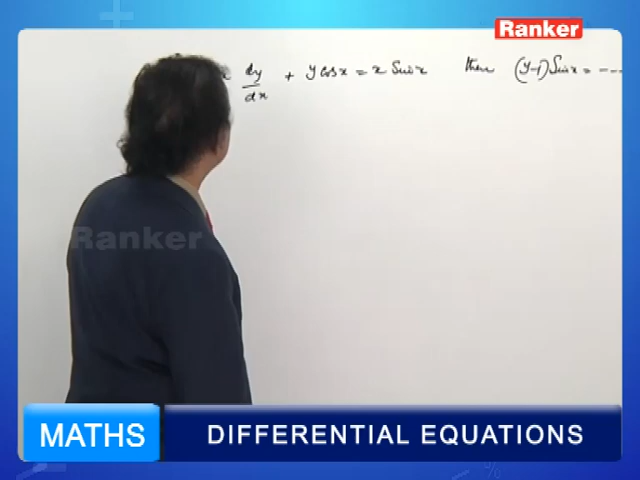 Ranker
x dy/dx + y cos x = x Sin x then (y-1) Sin x = ---
Ranker
MATHS
DIFFERENTIAL EQUATIONS